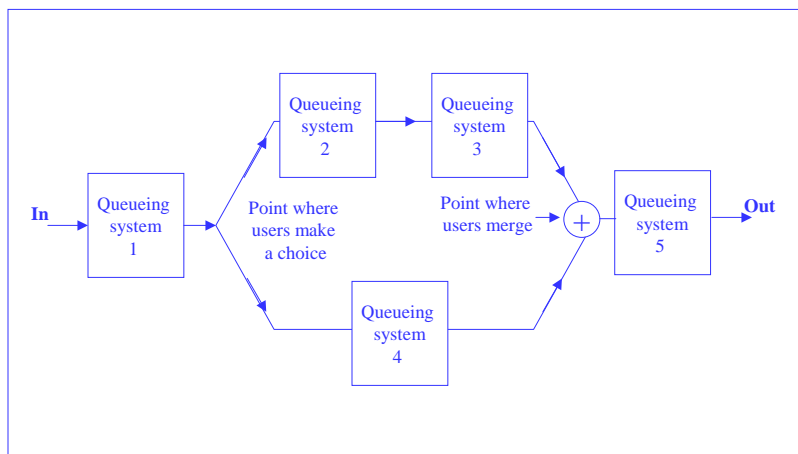 In
Queueing
system
1
Point where
users make
a choice
Queueing
system
2
Queueing
system
3
Queueing
system
4
Point where
users merge
+
Queueing
system
5
Out